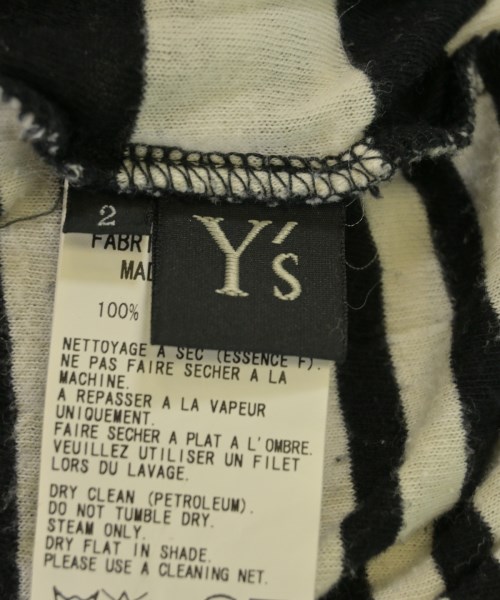 2
Y's
FABRI
MAD
100%
NETTOYAGE A SEC (ESSENCE F).
NE PAS FAIRE SECHER A LA
MACHINE.
A REPASSER A LA VAPEUR
UNIQUEMENT.
FAIRE SECHER A PLAT A L'OMBRE.
VEUILLEZ UTILISER UN FILET
LORS DU LAVAGE.
DRY CLEAN (PETROLEUM).
DO NOT TUMBLE DRY.
STEAM ONLY.
DRY FLAT IN SHADE.
PLEASE USE A CLEANING NET.